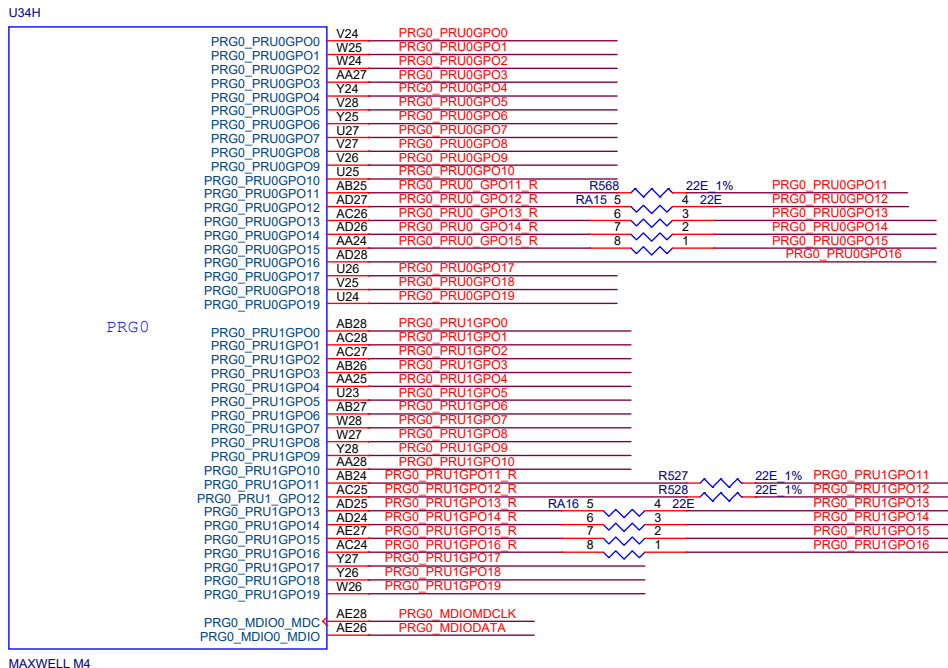 U34H
PRG0_PRU0GPO0 V24 PRG0_PRU0GPO0
PRG0_PRU0GPO1 W25 PRG0_PRU0GPO1
PRG0_PRU0GPO2 W24 PRG0_PRU0GPO2
PRG0_PRU0GPO3 AA27 PRG0_PRU0GPO3
PRG0_PRU0GPO4 Y24 PRG0_PRU0GPO4
PRG0_PRU0GPO5 V28 PRG0_PRU0GPO5
PRG0_PRU0GPO6 Y25 PRG0_PRU0GPO6
PRG0_PRU0GPO7 U27 PRG0_PRU0GPO7
PRG0_PRU0GPO8 V27 PRG0_PRU0GPO8
PRG0_PRU0GPO9 V26 PRG0_PRU0GPO9
PRG0_PRU0GPO10 U25 PRG0_PRU0GPO10
PRG0_PRU0GPO11 AB25 PRG0_PRU0_GPO11_R R568 22E_1% PRG0_PRU0GPO11
PRG0_PRU0GPO12 AD27 PRG0_PRU0_GPO12_R RA15 5 4 22E PRG0_PRU0GPO12
PRG0_PRU0GPO13 AC26 PRG0_PRU0_GPO13_R 6 3 PRG0_PRU0GPO13
PRG0_PRU0GPO14 AD26 PRG0_PRU0_GPO14_R 7 2 PRG0_PRU0GPO14
PRG0_PRU0GPO15 AA24 PRG0_PRU0_GPO15_R 8 1 PRG0_PRU0GPO15
PRG0_PRU0GPO16 AD28 PRG0_PRU0GPO16
PRG0_PRU0GPO17 U26 PRG0_PRU0GPO17
PRG0_PRU0GPO18 V25 PRG0_PRU0GPO18
PRG0_PRU0GPO19 U24 PRG0_PRU0GPO19
PRG0
PRG0_PRU1GPO0 AB28 PRG0_PRU1GPO0
PRG0_PRU1GPO1 AC28 PRG0_PRU1GPO1
PRG0_PRU1GPO2 AC27 PRG0_PRU1GPO2
PRG0_PRU1GPO3 AB26 PRG0_PRU1GPO3
PRG0_PRU1GPO4 AA25 PRG0_PRU1GPO4
PRG0_PRU1GPO5 U23 PRG0_PRU1GPO5
PRG0_PRU1GPO6 AB27 PRG0_PRU1GPO6
PRG0_PRU1GPO7 W28 PRG0_PRU1GPO7
PRG0_PRU1GPO8 W27 PRG0_PRU1GPO8
PRG0_PRU1GPO9 Y28 PRG0_PRU1GPO9
PRG0_PRU1GPO10 AA28 PRG0_PRU1GPO10
PRG0_PRU1GPO11 AB24 PRG0_PRU1GPO11_R R527 22E_1% PRG0_PRU1GPO11
PRG0_PRU1_GPO12 AC25 PRG0_PRU1GPO12_R R528 22E_1% PRG0_PRU1GPO12
PRG0_PRU1GPO13 AD25 PRG0_PRU1GPO13_R RA16 5 4 22E PRG0_PRU1GPO13
PRG0_PRU1GPO14 AD24 PRG0_PRU1GPO14_R 6 3 PRG0_PRU1GPO14
PRG0_PRU1GPO15 AE27 PRG0_PRU1GPO15_R 7 2 PRG0_PRU1GPO15
PRG0_PRU1GPO16 AC24 PRG0_PRU1GPO16_R 8 1 PRG0_PRU1GPO16
PRG0_PRU1GPO17 Y27 PRG0_PRU1GPO17
PRG0_PRU1GPO18 Y26 PRG0_PRU1GPO18
PRG0_PRU1GPO19 W26 PRG0_PRU1GPO19
PRG0_MDIO0_MDC AE28 PRG0_MDIOMDCLK
PRG0_MDIO0_MDIO AE26 PRG0_MDIODATA
MAXWELL M4